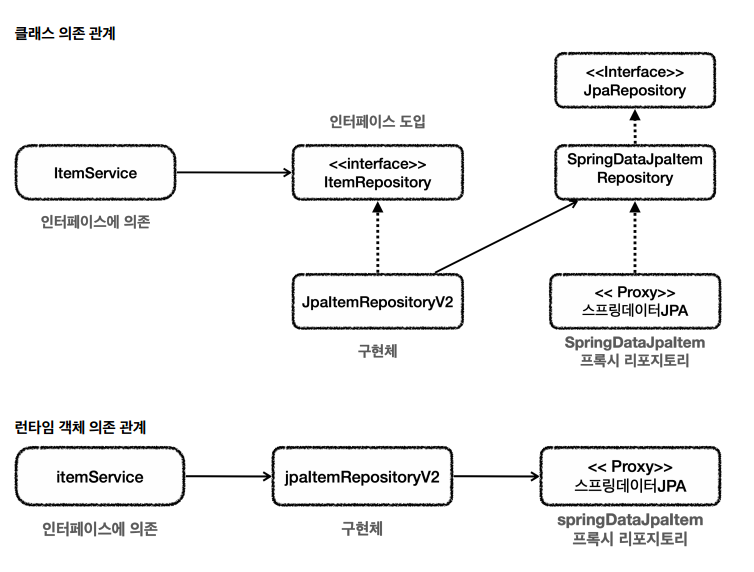 클래스 의존 관계
<<Interface>>
JpaRepository
인터페이스 도입
ItemService
<<interface>>
ItemRepository
SpringDataJpaItem
Repository
인터페이스에 의존
JpaItemRepositoryV2
<< Proxy>>
스프링데이터JPA
구현체
SpringDataJpaItem
프록시 리포지토리
런타임 객체 의존 관계
itemService
jpaItemRepositoryV2
<< Proxy>>
스프링데이터JPA
인터페이스에 의존
구현체
springDataJpaItem
프록시 리포지토리